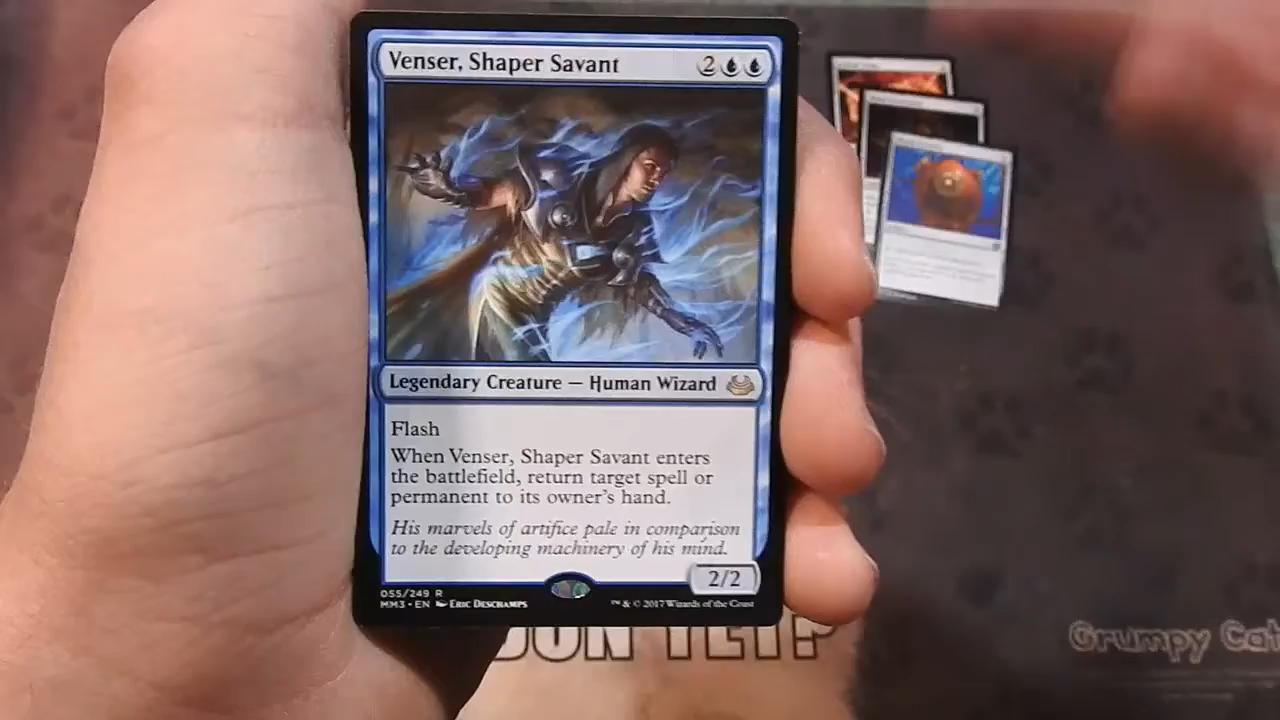 Venser, Shaper Savant 2
Legendary Creature — Human Wizard
Flash
When Venser, Shaper Savant enters
the battlefield, return target spell or
permanent to its owner's hand.
His marvels of artifice pale in comparison
to the developing machinery of his mind.
2/2
055/249 R
MM3 • EN Eric Deschamps
™ & © 2017 Wizards of the Coast
YET?
Grumpy Cat